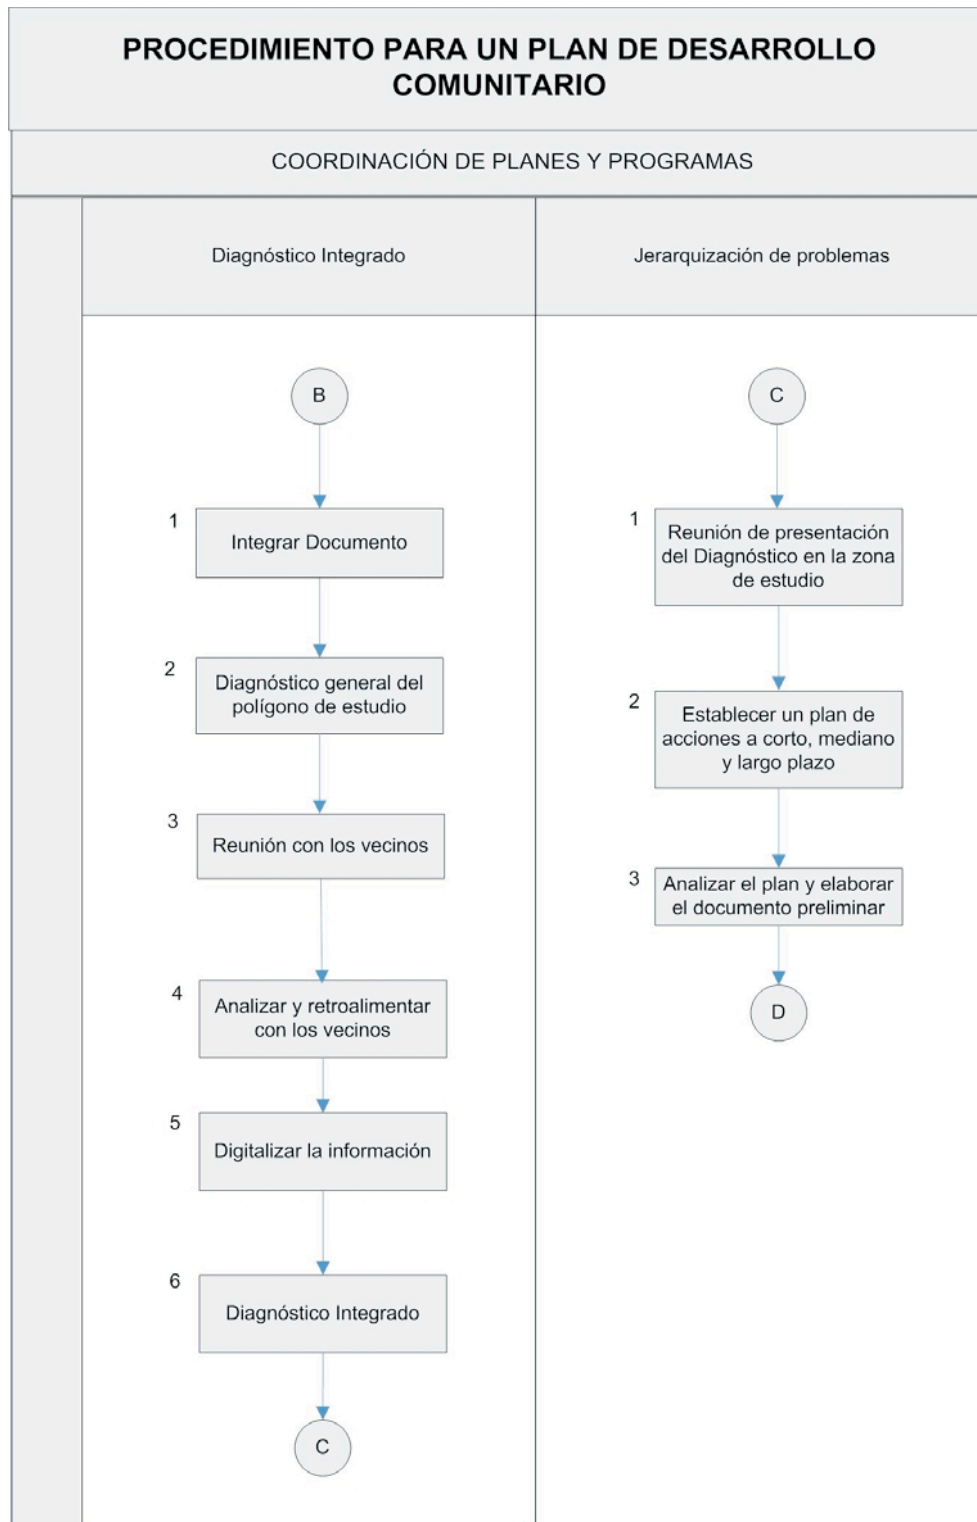 PROCEDIMIENTO PARA UN PLAN DE DESARROLLO
COMUNITARIO
COORDINACIÓN DE PLANES Y PROGRAMAS
Diagnóstico Integrado
Jerarquización de problemas
B
1
Integrar Documento
2
Diagnóstico general del
polígono de estudio
3
Reunión con los vecinos
4
Analizar y retroalimentar
con los vecinos
5
Digitalizar la información
6
Diagnóstico Integrado
C
C
1
Reunión de presentación
del Diagnóstico en la zona
de estudio
2
Establecer un plan de
acciones a corto, mediano
y largo plazo
3
Analizar el plan y elaborar
el documento preliminar
D